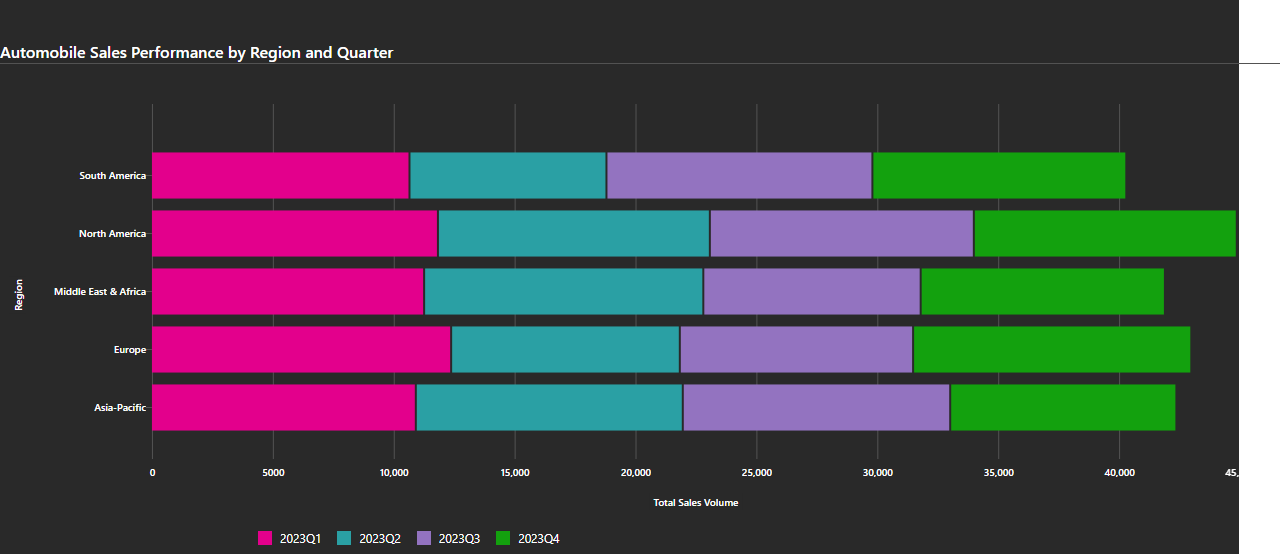 Automobile Sales Performance by Region and Quarter
South America
North America
Middle East & Africa
Europe
Asia-Pacific
Region
0 5000 10,000 15,000 20,000 25,000 30,000 35,000 40,000 45,
Total Sales Volume
2023Q1 2023Q2 2023Q3 2023Q4